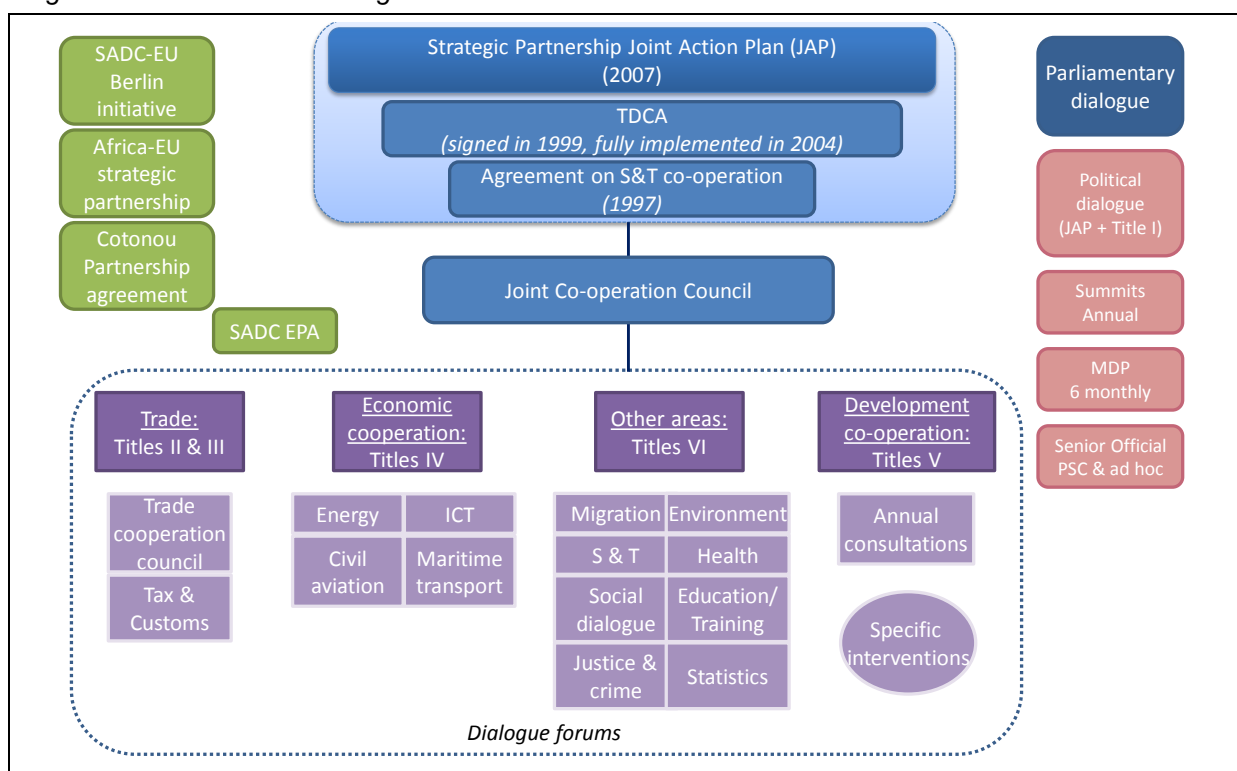 SADC-EU
Berlin
initiative
Africa-EU
strategic
partnership
Cotonou
Partnership
agreement
SADC EPA
Strategic Partnership Joint Action Plan (JAP)
(2007)
TDCA
(signed in 1999, fully implemented in 2004)
Agreement on S&T co-operation
(1997)
Joint Co-operation Council
Parliamentary
dialogue
Political
dialogue
(JAP + Title I)
Summits
Annual
MDP
6 monthly
Senior Official
PSC & ad hoc
Trade:
Titles II & III
Trade
cooperation
council
Tax &
Customs
Economic
cooperation:
Titles IV
Energy
ICT
Civil
aviation
Maritime
transport
Other areas:
Titles VI
Migration
Environment
S & T
Health
Social
dialogue
Education/
Training
Justice &
crime
Statistics
Development
co-operation:
Titles V
Annual
consultations
Specific
interventions
Dialogue forums